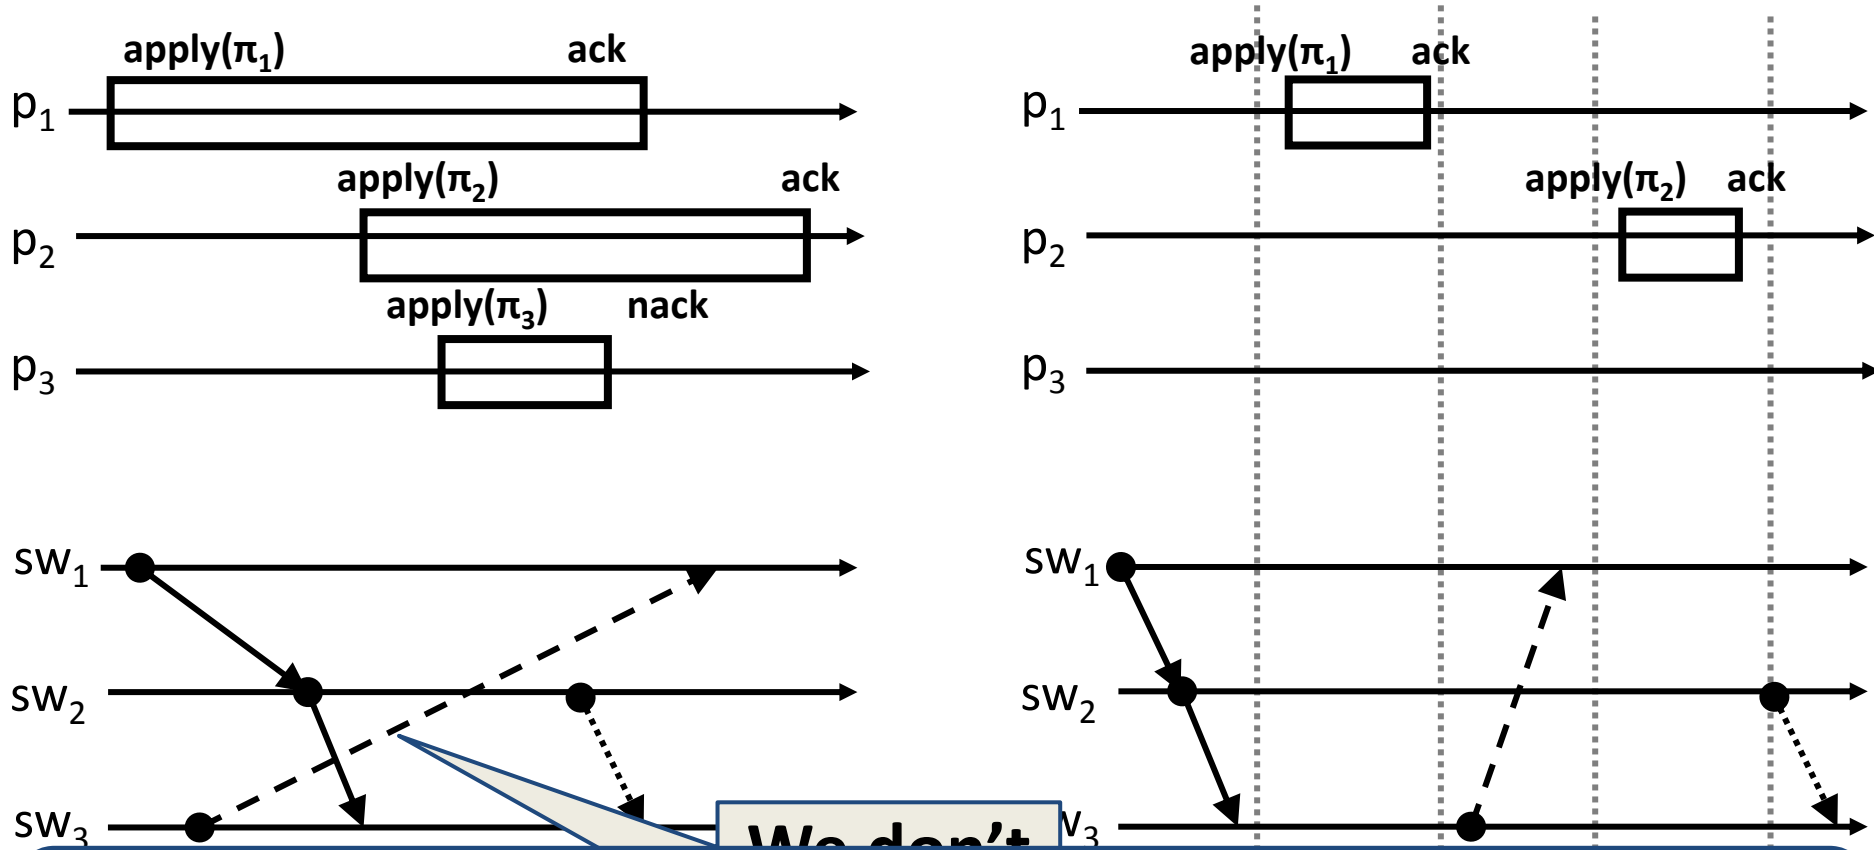 apply(π₁) ack
p₁
apply(π₂) ack
p₂
apply(π₃) nack
p₃
sw₁
sw₂
sw₃
We don’t
apply(π₁) ack
p₁
apply(π₂) ack
p₂
p₃
sw₁
sw₂
w₃